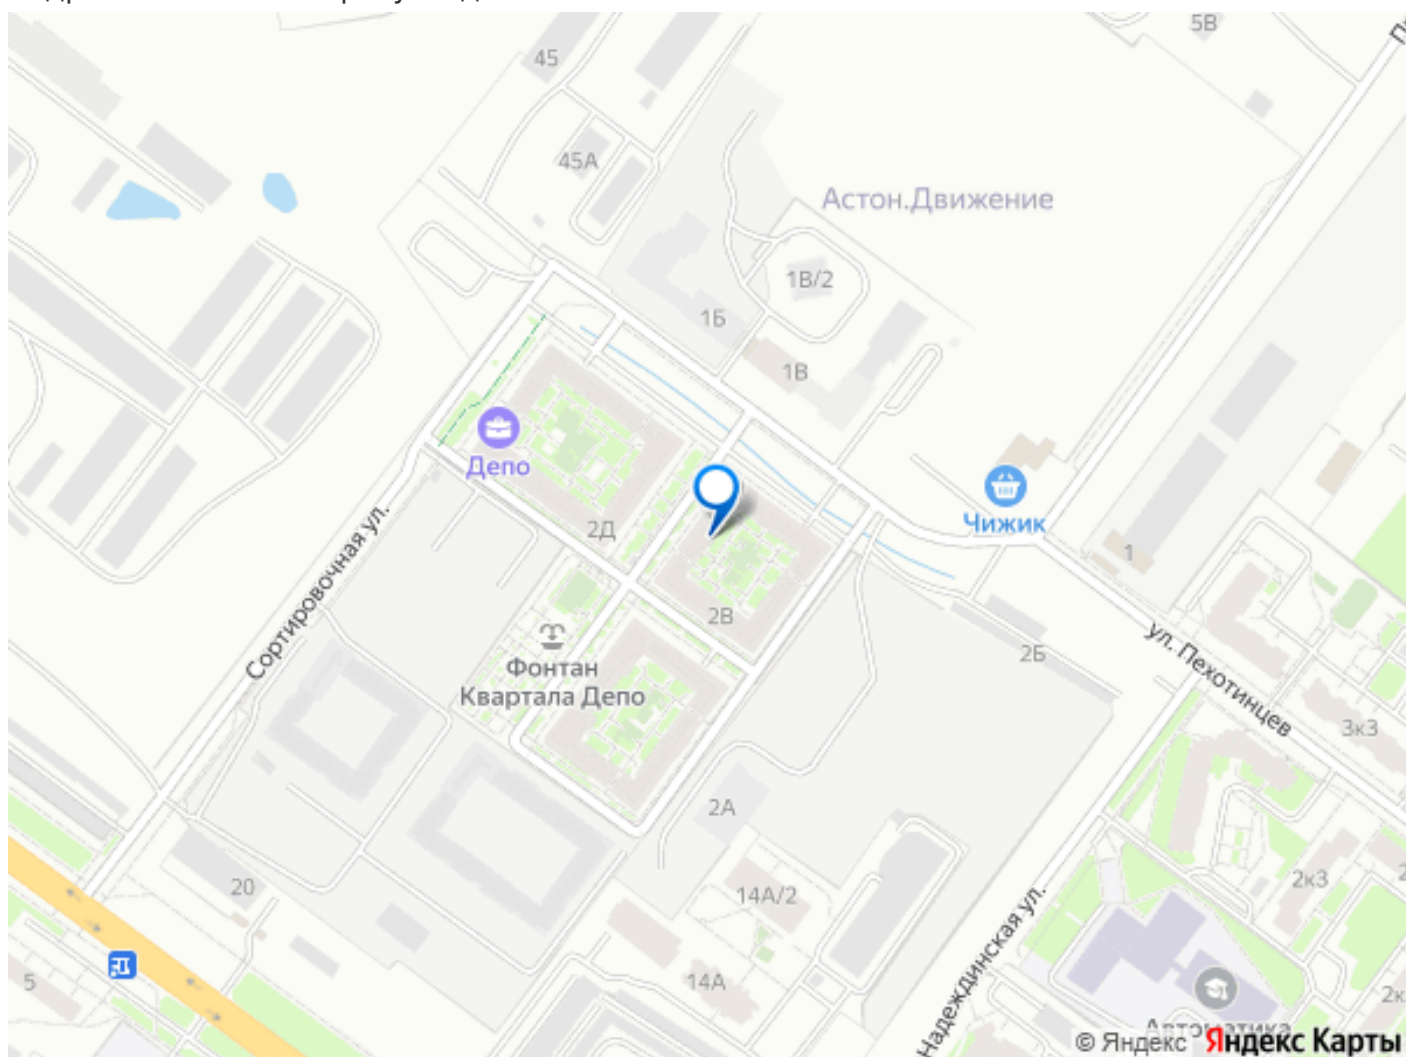 5В
45
45А
Астон.Движение
1В/2
1Б
1В
Депо
Чижик
2Д
1
2В
Сортировочная ул.
2Б
ул. Пехотинцев
Фонтан
Квартала Депо
3к3
2А
20
14А/2
2к3
Надеждинская ул.
5
14А
Автоматика
© Яндекс Яндекс Карты